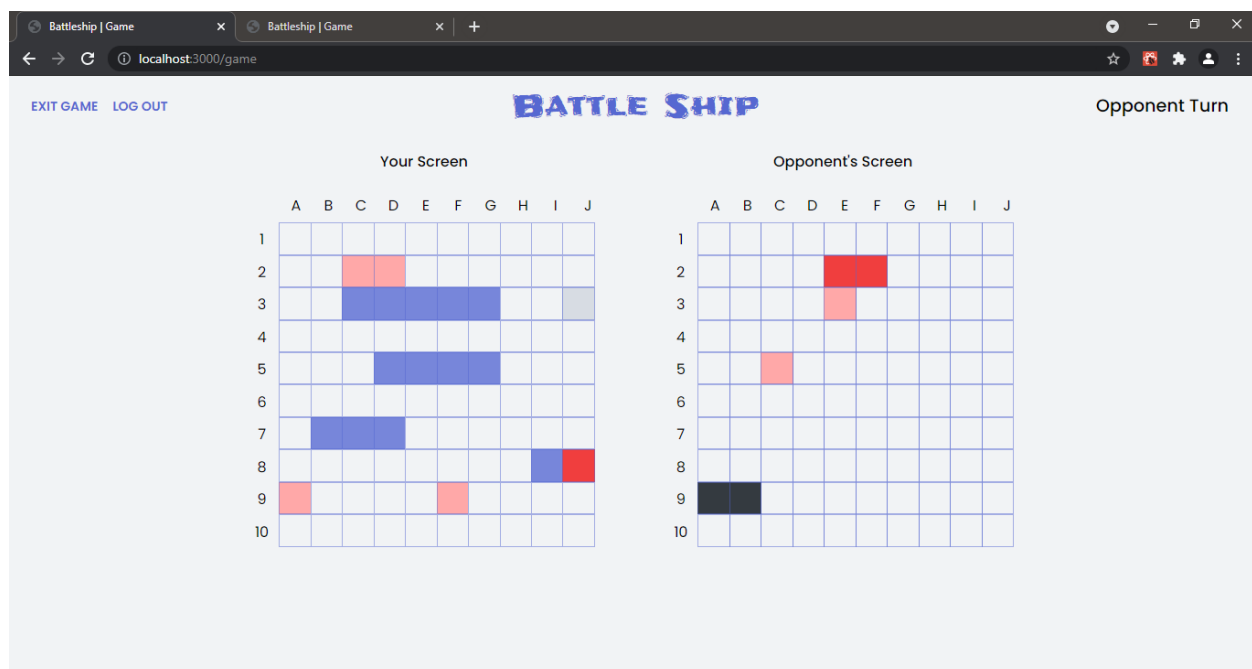 Battleship | Game
Battleship | Game
localhost:3000/game
EXIT GAME LOG OUT
BATTLE SHIP
Opponent Turn
Your Screen
Opponent's Screen
A B C D E F G H I J
A B C D E F G H I J
1 1
2 2
3 3
4 4
5 5
6 6
7 7
8 8
9 9
10 10